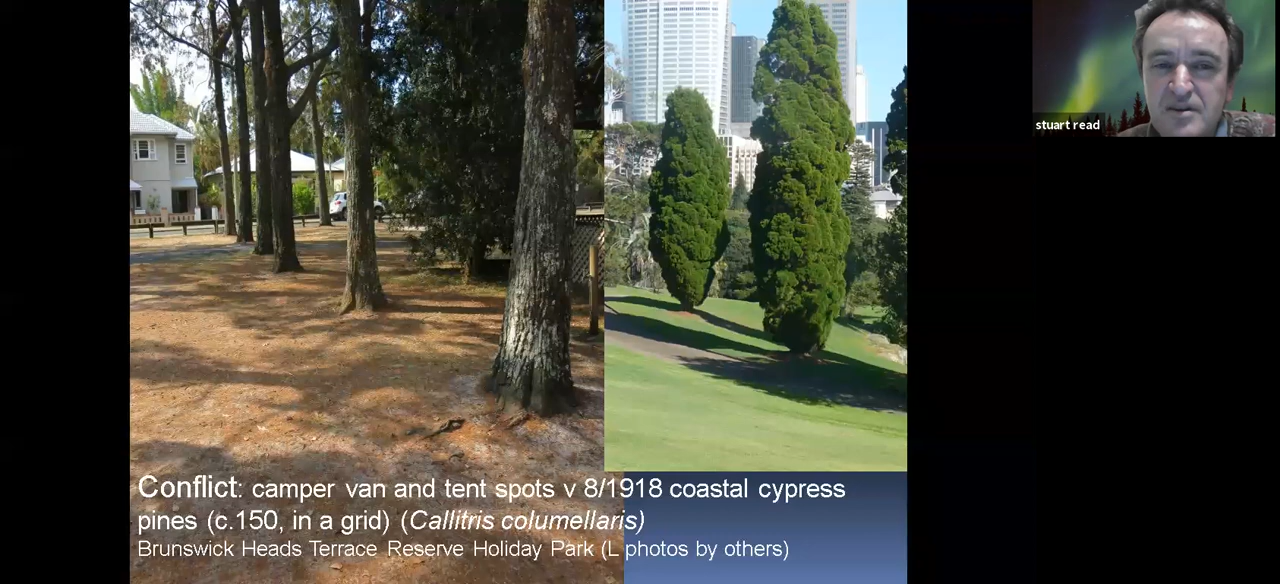 stuart read
Conflict: camper van and tent spots v 8/1918 coastal cypress
pines (c.150, in a grid) (Callitris columellaris)
Brunswick Heads Terrace Reserve Holiday Park (L photos by others)